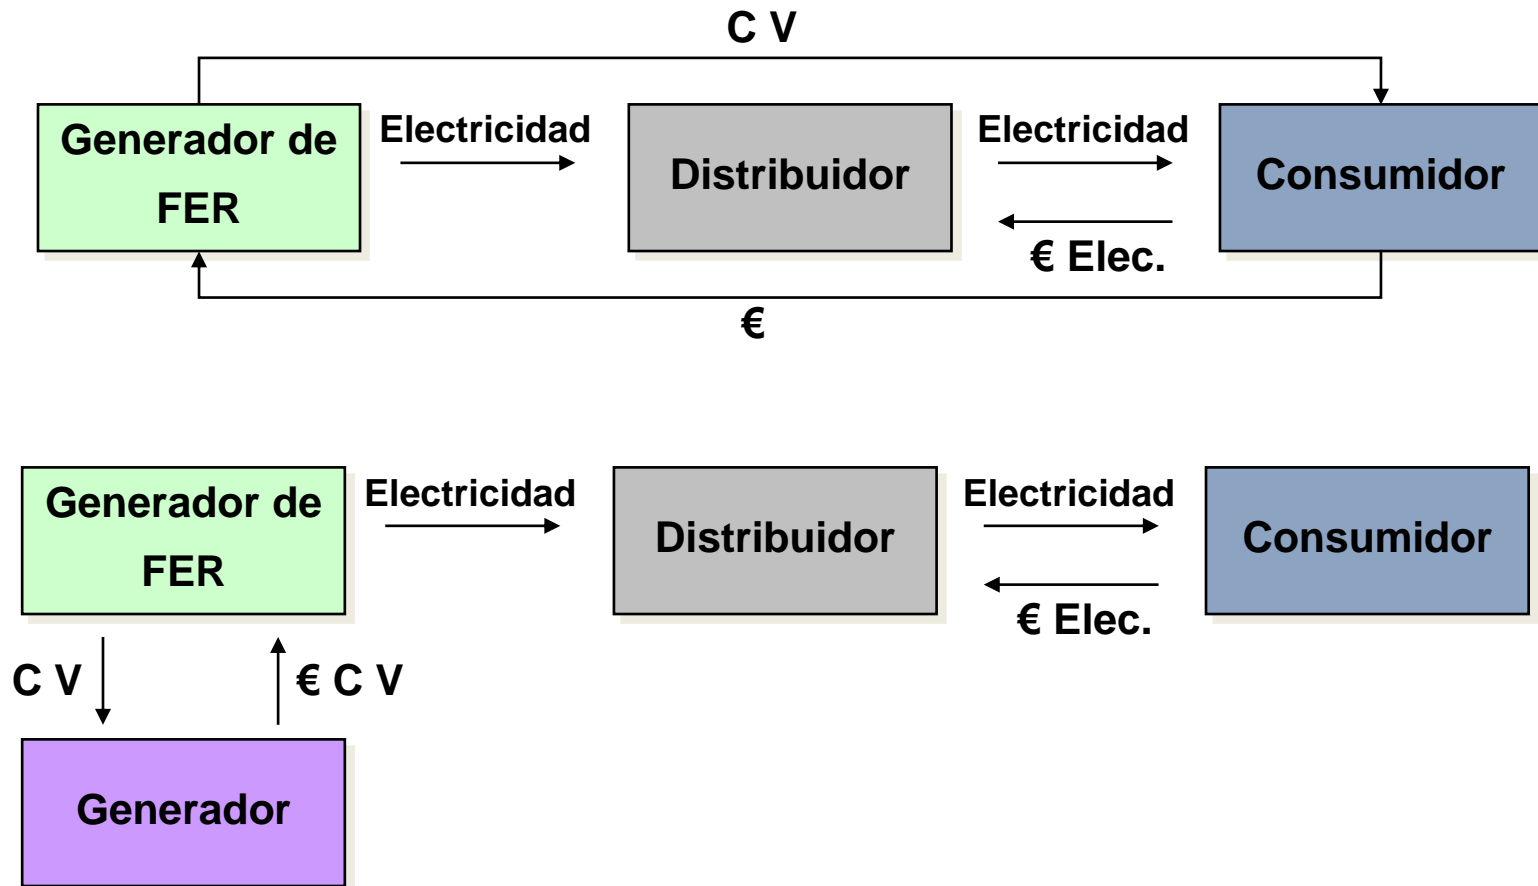 C V
Generador de
FER
Electricidad
Distribuidor
Electricidad
€ Elec.
Consumidor
€
Generador de
FER
Electricidad
Distribuidor
Electricidad
€ Elec.
Consumidor
C V
€ C V
Generador